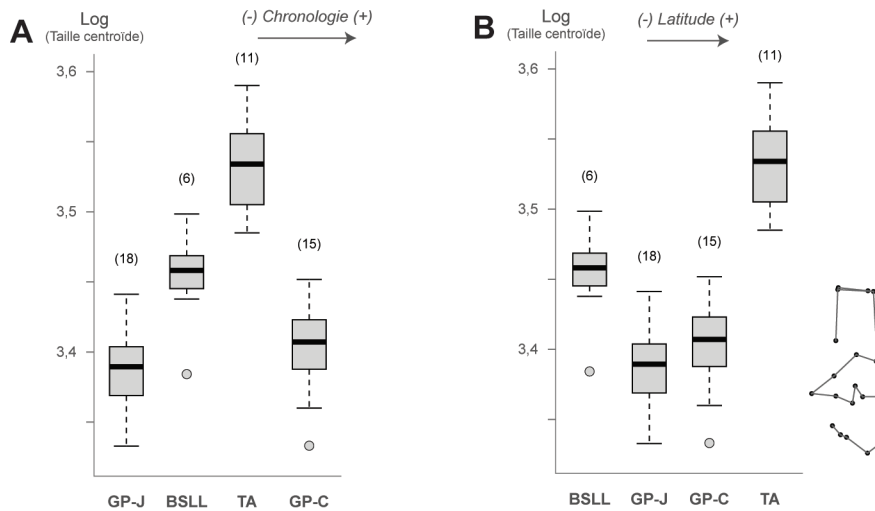 A
Log
(Taille centroïde)
(-) Chronologie (+)
3,6
3,5
3,4
(18)
(6)
(11)
(15)
GP-J BSLL TA GP-C
B
Log
(Taille centroïde)
(-) Latitude (+)
3,6
3,5
3,4
(6)
(18)
(15)
(11)
BSLL GP-J GP-C TA